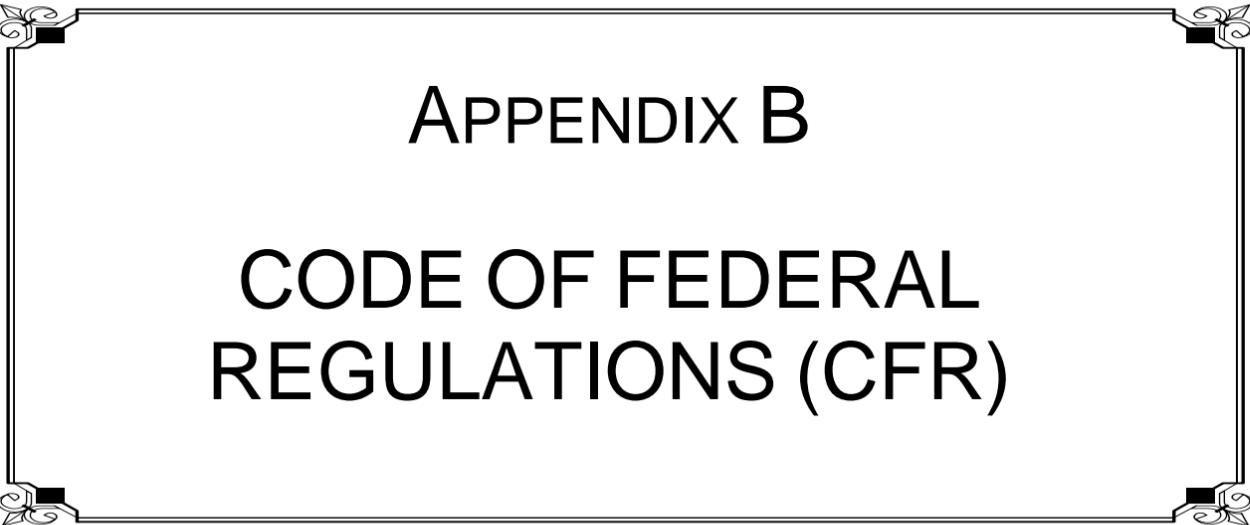 APPENDIX B
CODE OF FEDERAL
REGULATIONS (CFR)